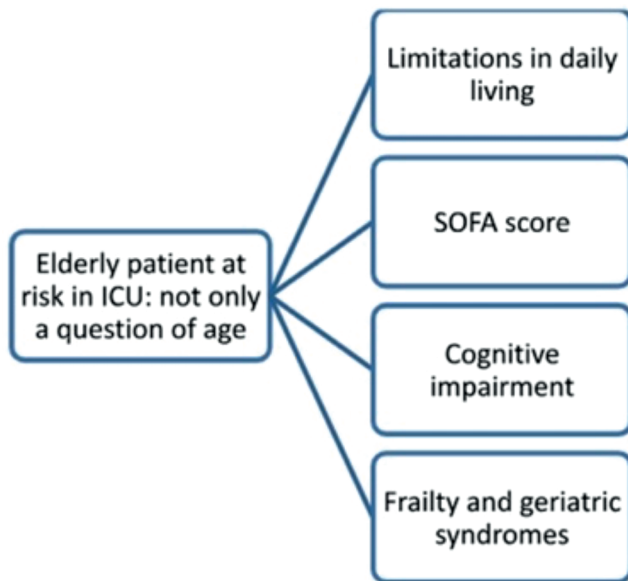 Elderly patient at
risk in ICU: not only
a question of age
Limitations in daily
living
SOFA score
Cognitive
impairment
Frailty and geriatric
syndromes